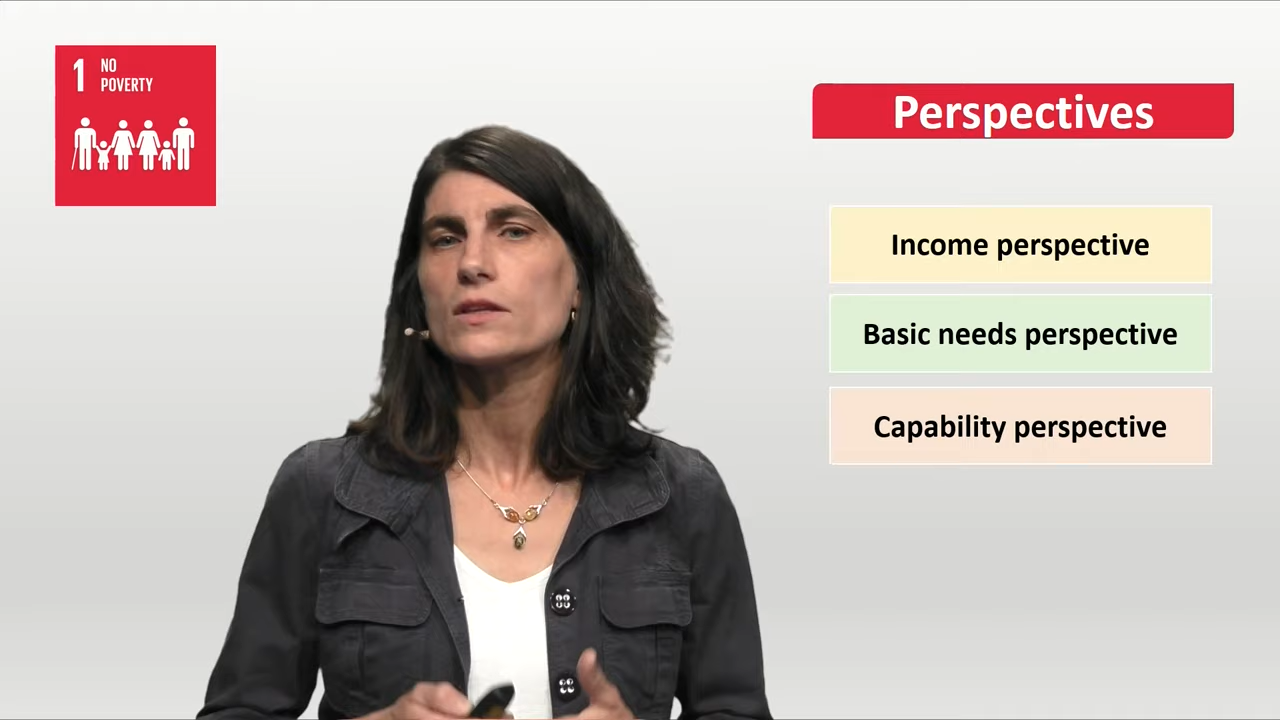 1 NO
POVERTY
Perspectives
Income perspective
Basic needs perspective
Capability perspective